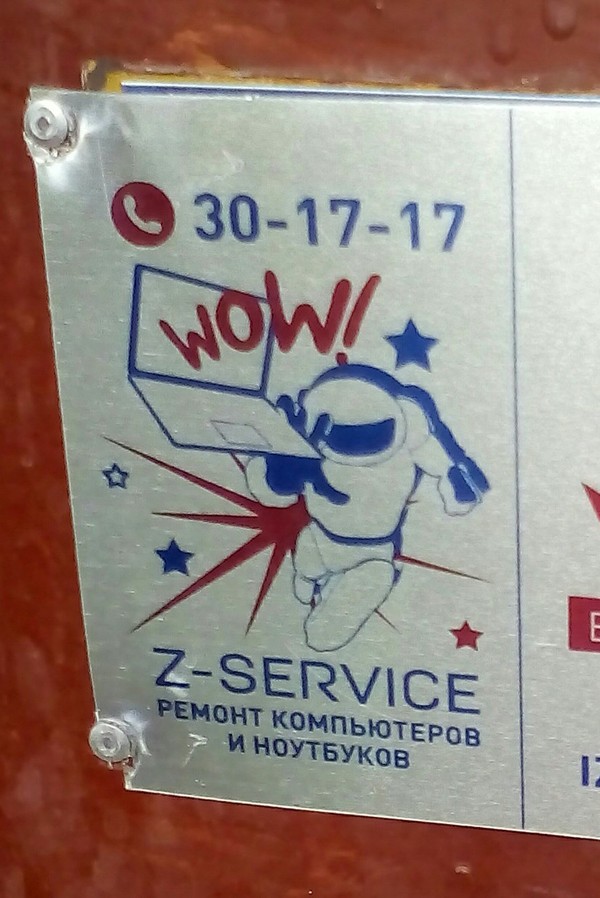 30-17-17
WOW!
Z-SERVICE
РЕМОНТ КОМПЬЮТЕРОВ
И НОУТБУКОВ